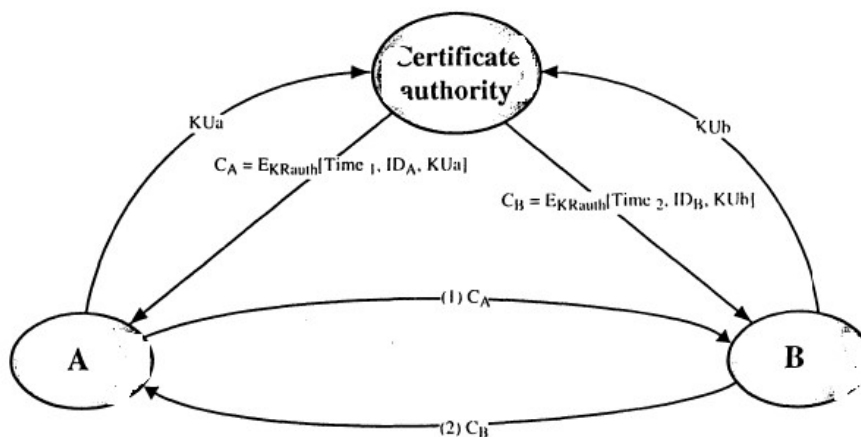 Certificate
authority
KUa
KUb
C_A = E_KRauth[Time_1, ID_A, KUa]
C_B = E_KRauth[Time_2, ID_B, KUb]
(1) C_A
A
B
(2) C_B